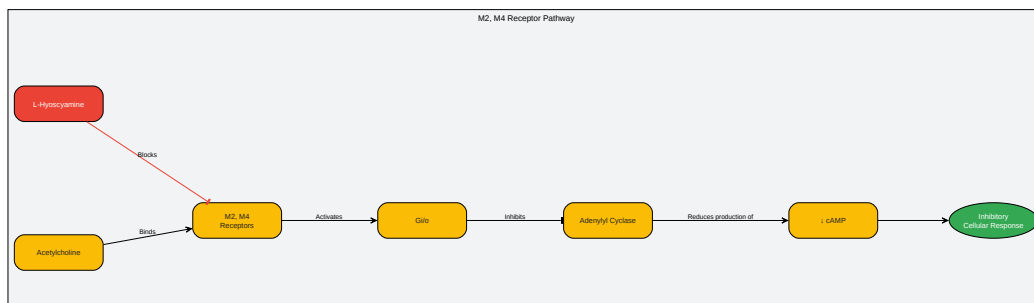 M2, M4 Receptor Pathway
L-Hyoscyamine
Blocks
M2, M4
Receptors
Activates
Gi/o
Inhibits
Adenylyl Cyclase
Reduces production of
↓ cAMP
Inhibitory
Cellular Response
Binds
Acetylcholine